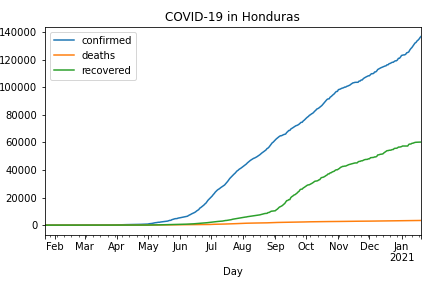 COVID-19 in Honduras
confirmed
deaths
recovered
140000
120000
100000
80000
60000
40000
20000
0
Feb Mar Apr May Jun Jul Aug Sep Oct Nov Dec Jan
2021
Day